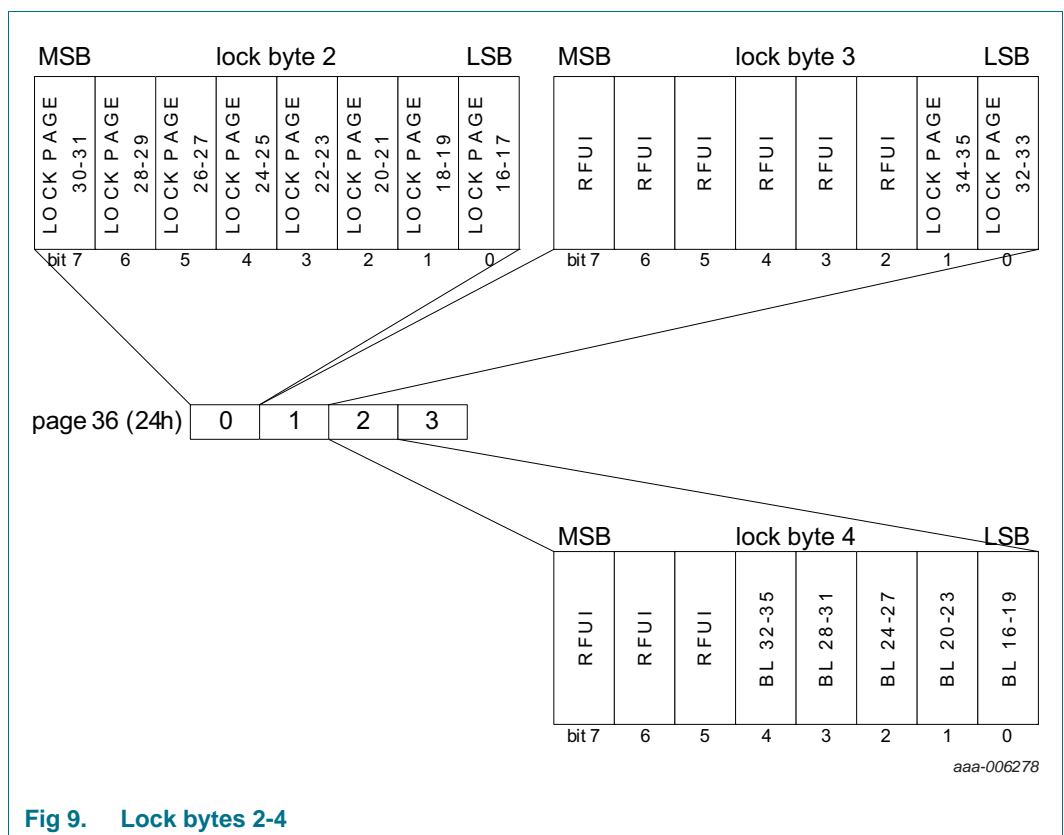 MSB lock byte 2 LSB
LOCK PAGE 30-31
LOCK PAGE 28-29
LOCK PAGE 26-27
LOCK PAGE 24-25
LOCK PAGE 22-23
LOCK PAGE 20-21
LOCK PAGE 18-19
LOCK PAGE 16-17
bit 7 6 5 4 3 2 1 0
MSB lock byte 3 LSB
RFUI
RFUI
RFUI
RFUI
RFUI
RFUI
LOCK PAGE 34-35
LOCK PAGE 32-33
bit 7 6 5 4 3 2 1 0
page 36 (24h) 0 1 2 3
MSB lock byte 4 LSB
RFUI
RFUI
RFUI
BL 32-35
BL 28-31
BL 24-27
BL 20-23
BL 16-19
bit 7 6 5 4 3 2 1 0
aaa-006278
Fig 9. Lock bytes 2-4